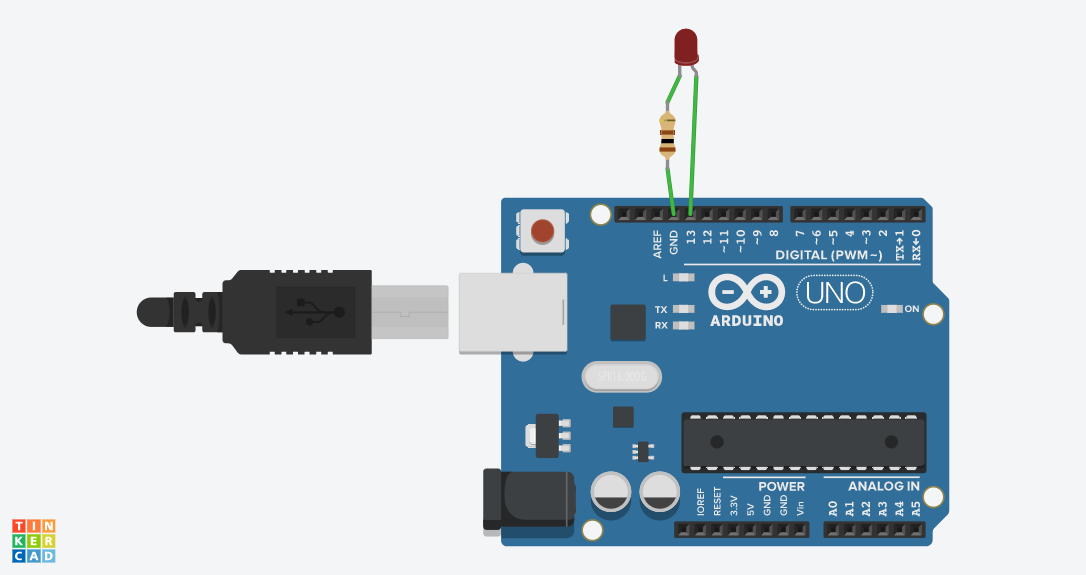 AREF
GND
13
12
~11
~10
~9
8
7
~6
~5
4
~3
2
TX→1
RX←0
DIGITAL (PWM~)
L
TX
RX
UNO
ARDUINO
ON
SPK16.000G
POWER
ANALOG IN
IOREF
RESET
3.3V
5V
GND
GND
Vin
A0
A1
A2
A3
A4
A5
TIN
KER
CAD